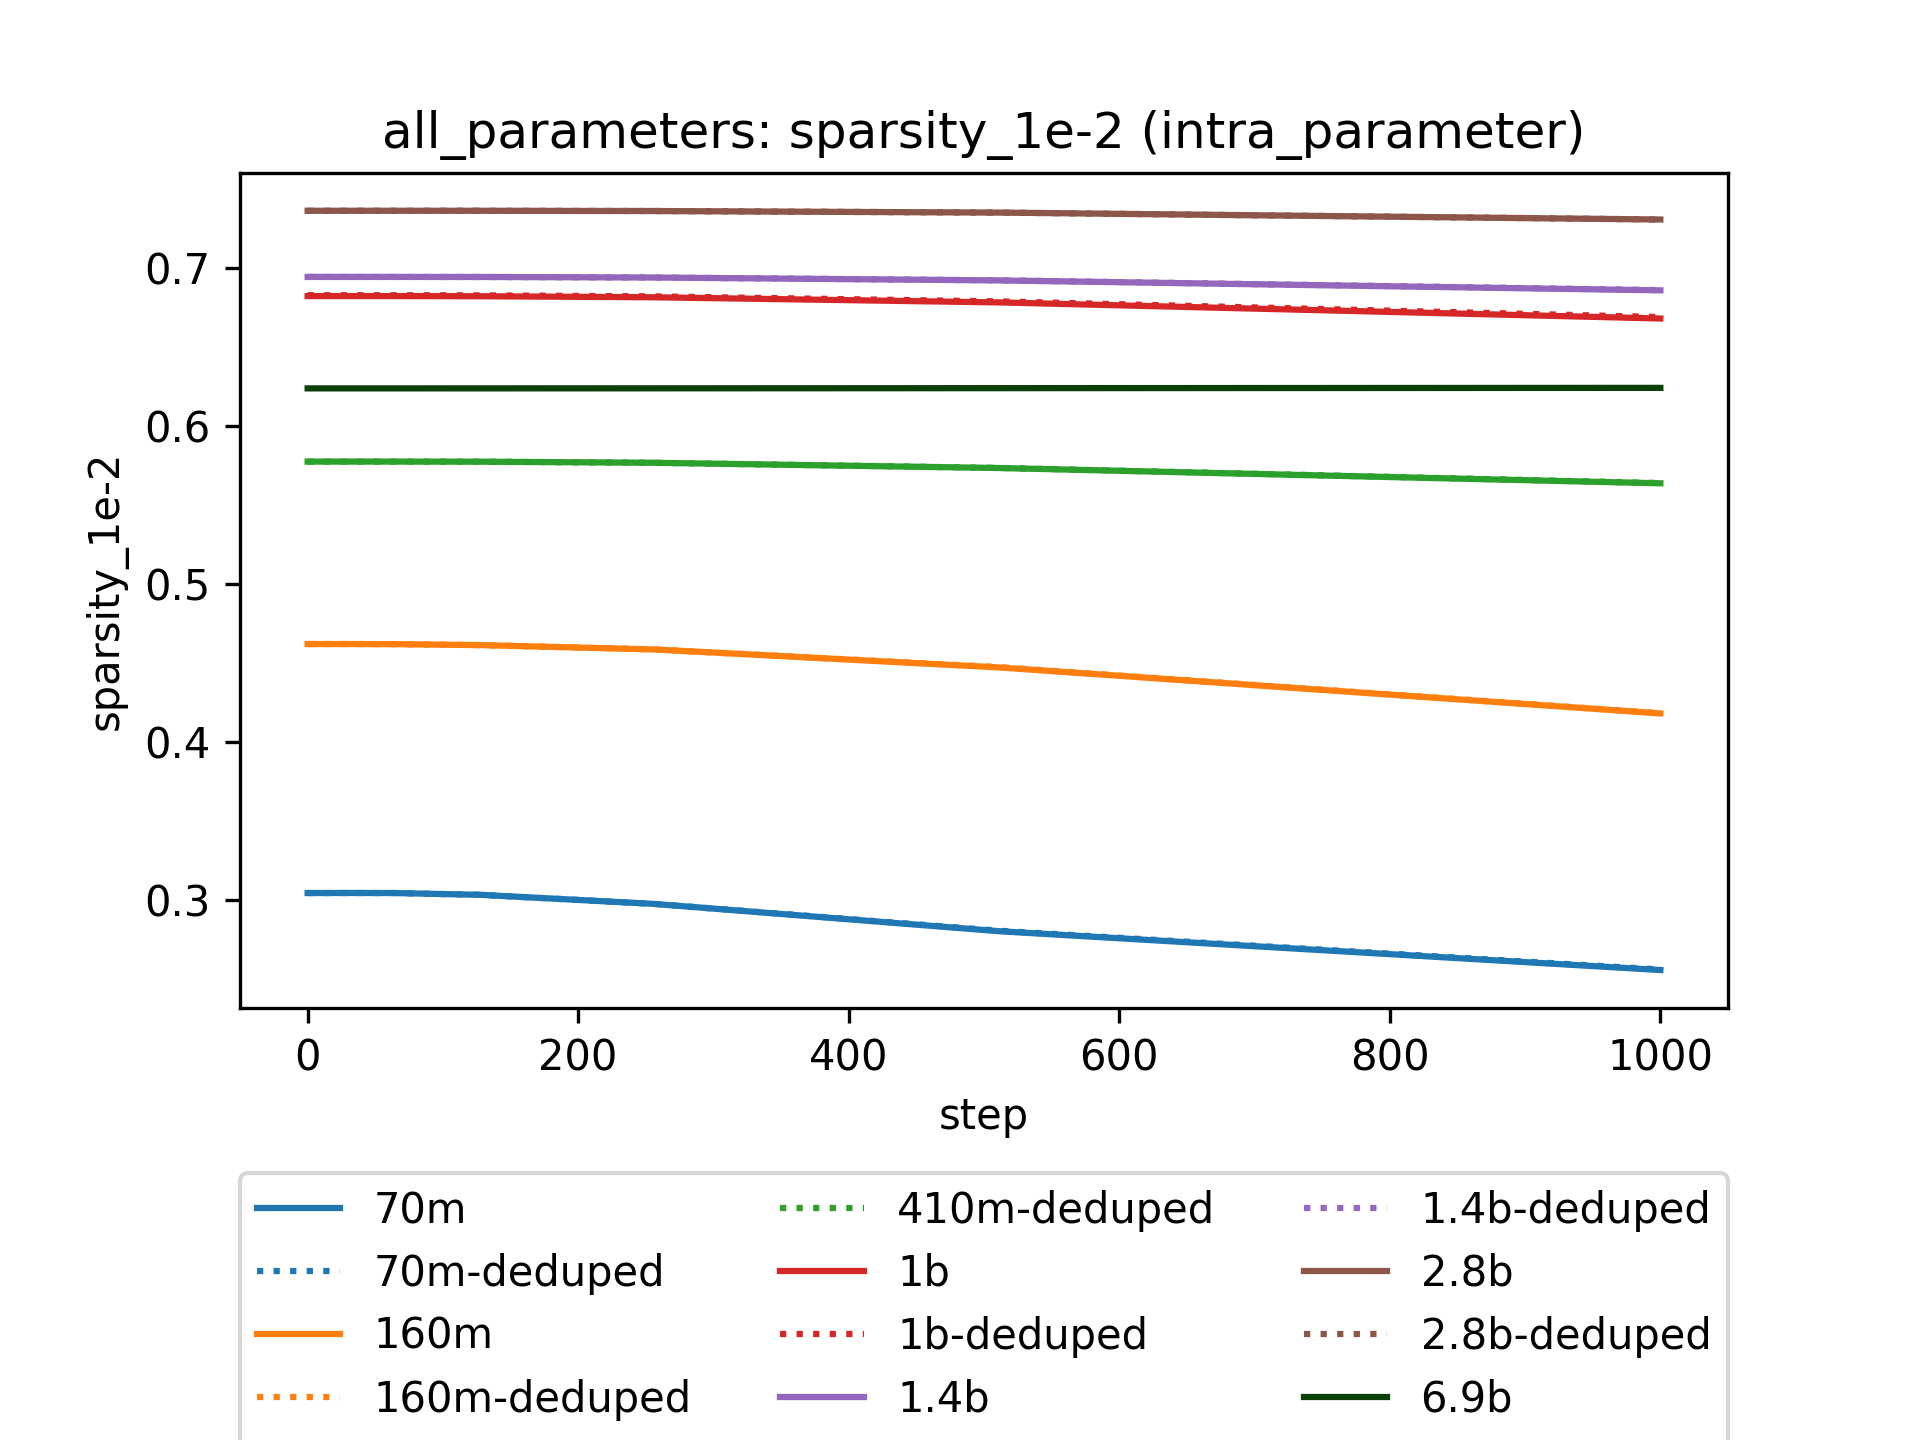 all_parameters: sparsity_1e-2 (intra_parameter)
sparsity_1e-2
0.7
0.6
0.5
0.4
0.3
0 200 400 600 800 1000
step
70m
70m-deduped
160m
160m-deduped
410m-deduped
1b
1b-deduped
1.4b
1.4b-deduped
2.8b
2.8b-deduped
6.9b